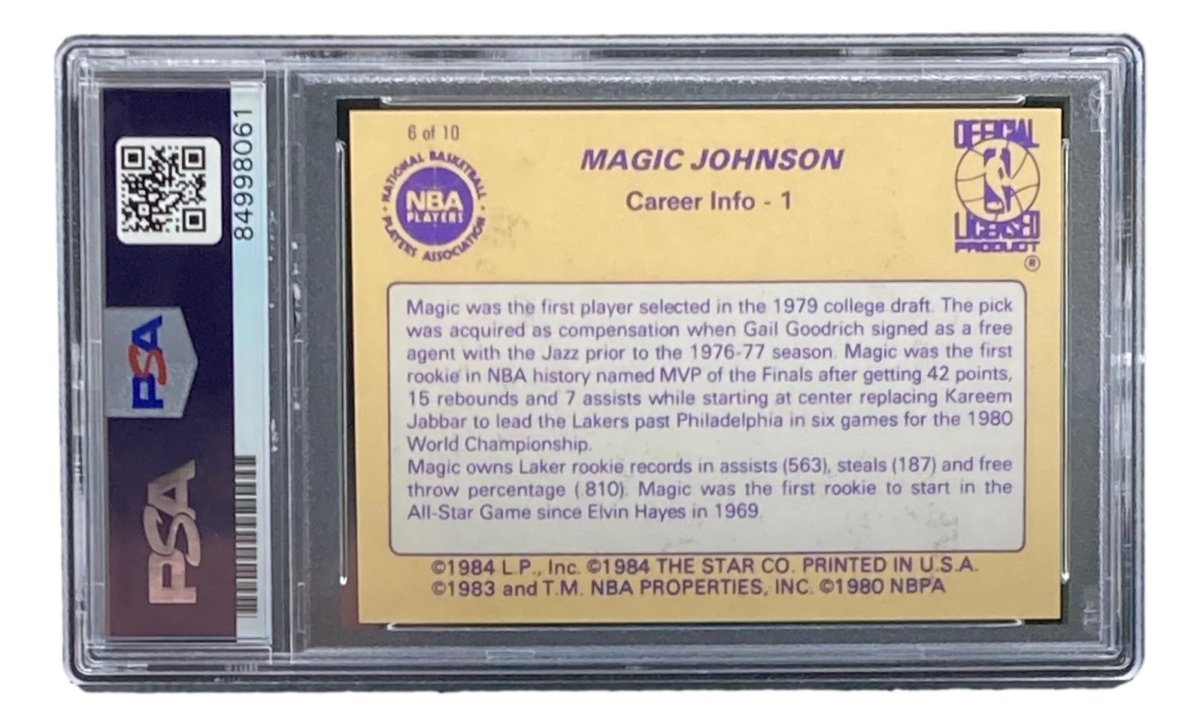 84998061
PSA
PSA
6 of 10
NATIONAL BASKETBALL
PLAYERS ASSOCIATION
NBA
PLAYERS
MAGIC JOHNSON
Career Info - 1
OFFICIAL
LICENSED
PRODUCT
®
Magic was the first player selected in the 1979 college draft. The pick
was acquired as compensation when Gail Goodrich signed as a free
agent with the Jazz prior to the 1976-77 season. Magic was the first
rookie in NBA history named MVP of the Finals after getting 42 points,
15 rebounds and 7 assists while starting at center replacing Kareem
Jabbar to lead the Lakers past Philadelphia in six games for the 1980
World Championship.
Magic owns Laker rookie records in assists (563), steals (187) and free
throw percentage (.810). Magic was the first rookie to start in the
All-Star Game since Elvin Hayes in 1969.
©1984 L.P., Inc. ©1984 THE STAR CO. PRINTED IN U.S.A.
©1983 and T.M. NBA PROPERTIES, INC. ©1980 NBPA